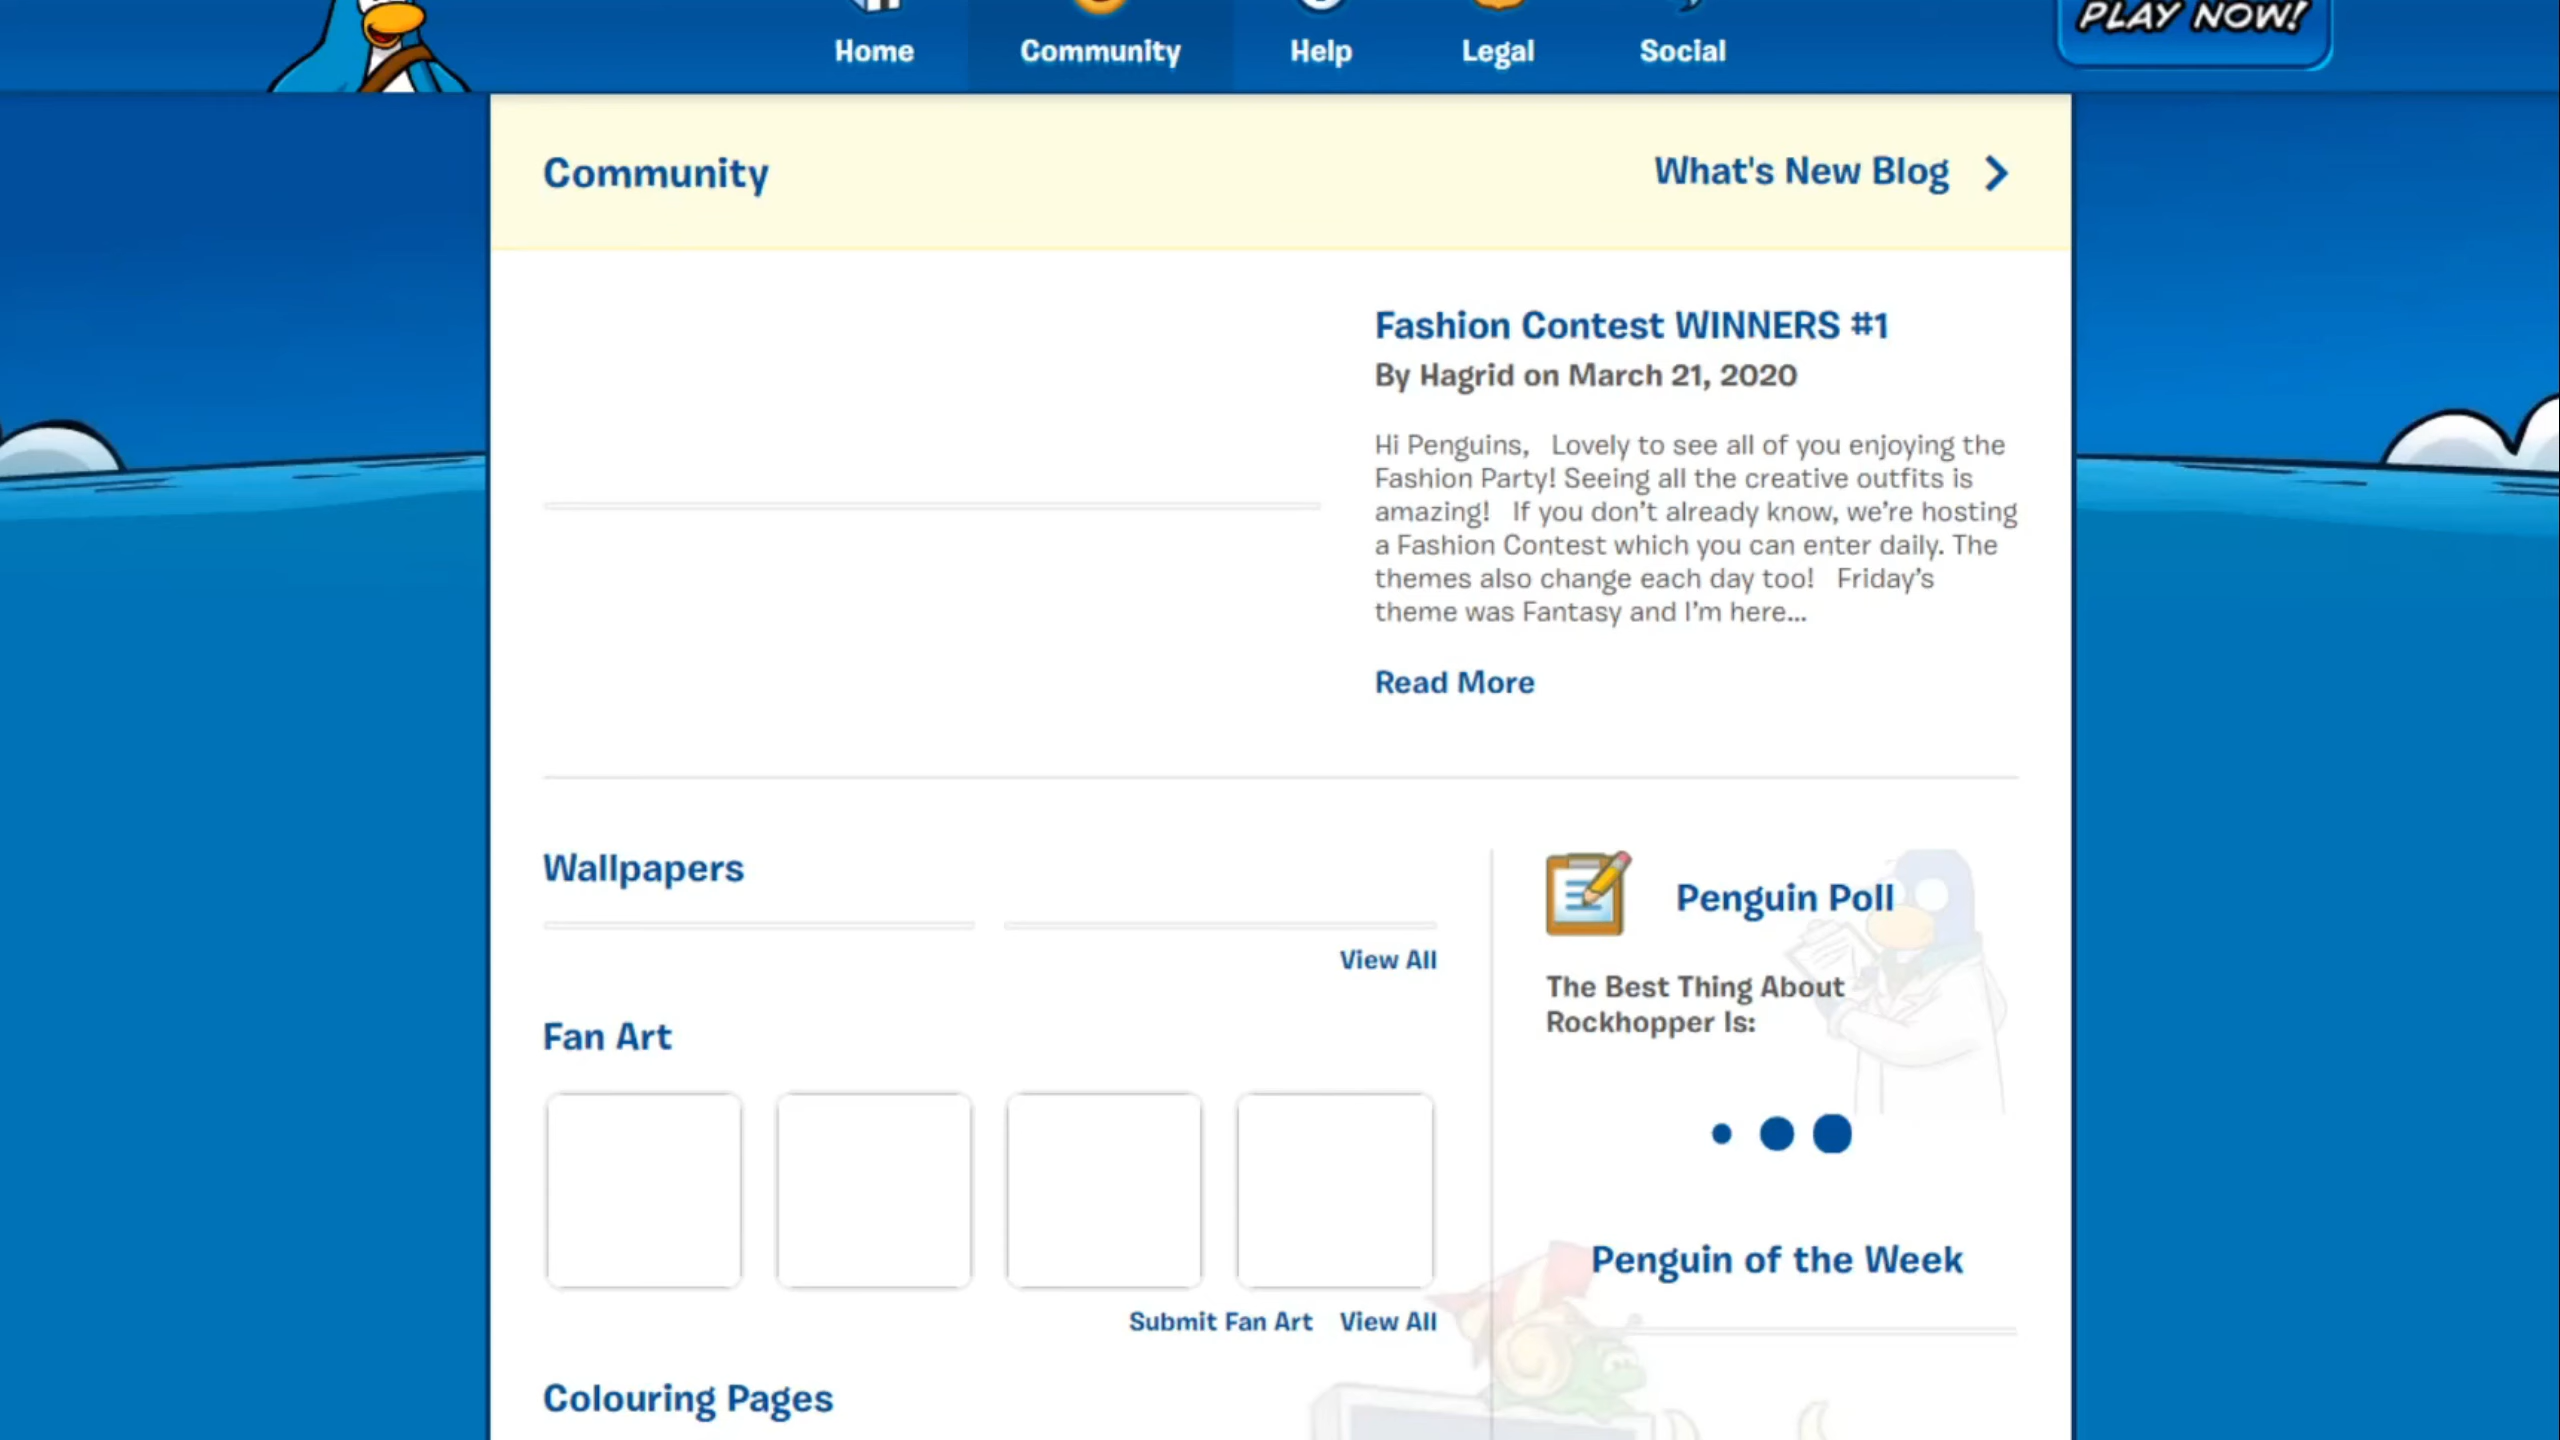 PLAY NOW!
Home
Community
Help
Legal
Social
Community
What's New Blog
Fashion Contest WINNERS #1
By Hagrid on March 21, 2020
Hi Penguins, Lovely to see all of you enjoying the
Fashion Party! Seeing all the creative outfits is
amazing! If you don’t already know, we’re hosting
a Fashion Contest which you can enter daily. The
themes also change each day too! Friday’s
theme was Fantasy and I’m here...
Read More
Wallpapers
View All
Fan Art
Submit Fan Art
View All
Colouring Pages
Penguin Poll
The Best Thing About
Rockhopper Is:
Penguin of the Week